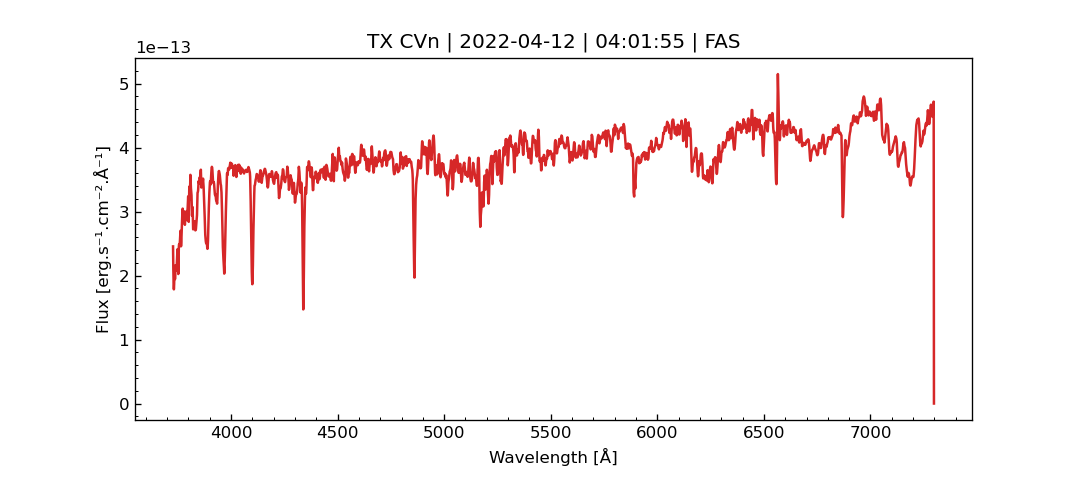 TX CVn | 2022-04-12 | 04:01:55 | FAS
1e−13
5
4
3
2
1
0
Flux [erg.s⁻¹.cm⁻².Å⁻¹]
4000 4500 5000 5500 6000 6500 7000
Wavelength [Å]